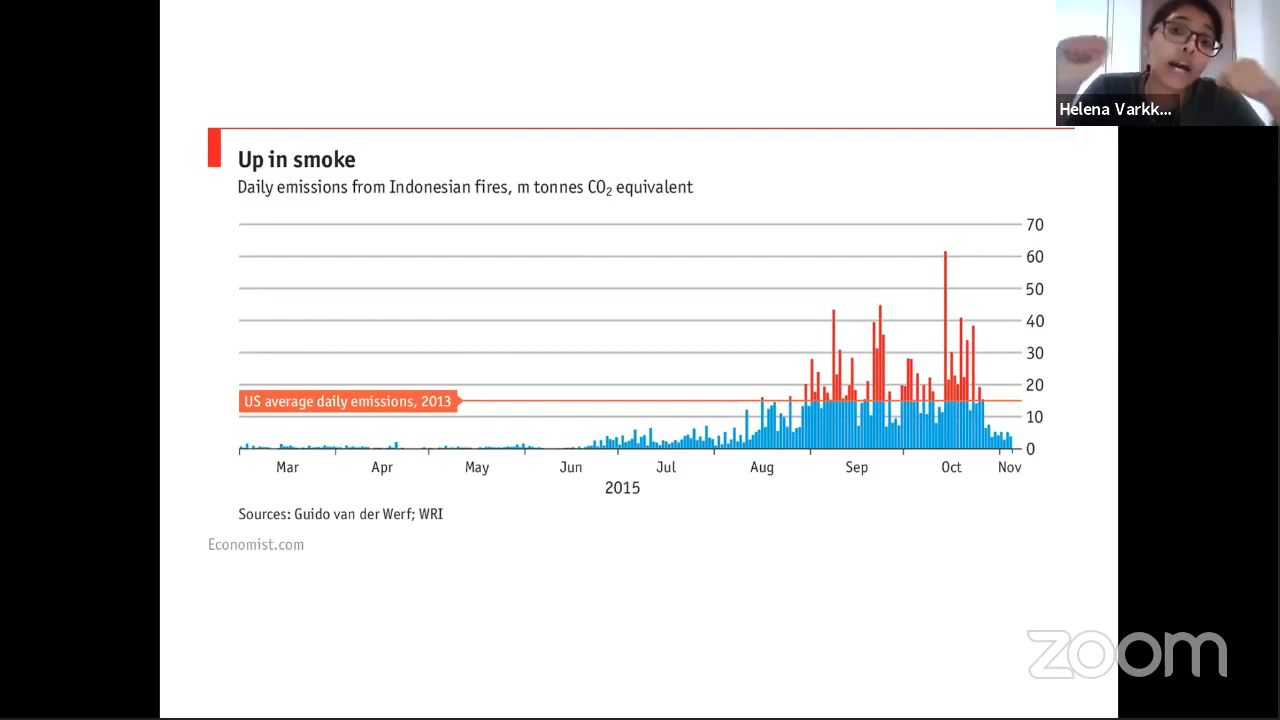 Helena Varkk...
Up in smoke
Daily emissions from Indonesian fires, m tonnes CO₂ equivalent
70
60
50
40
30
20
US average daily emissions, 2013
10
0
Mar Apr May Jun Jul Aug Sep Oct Nov
2015
Sources: Guido van der Werf; WRI
Economist.com
zoom